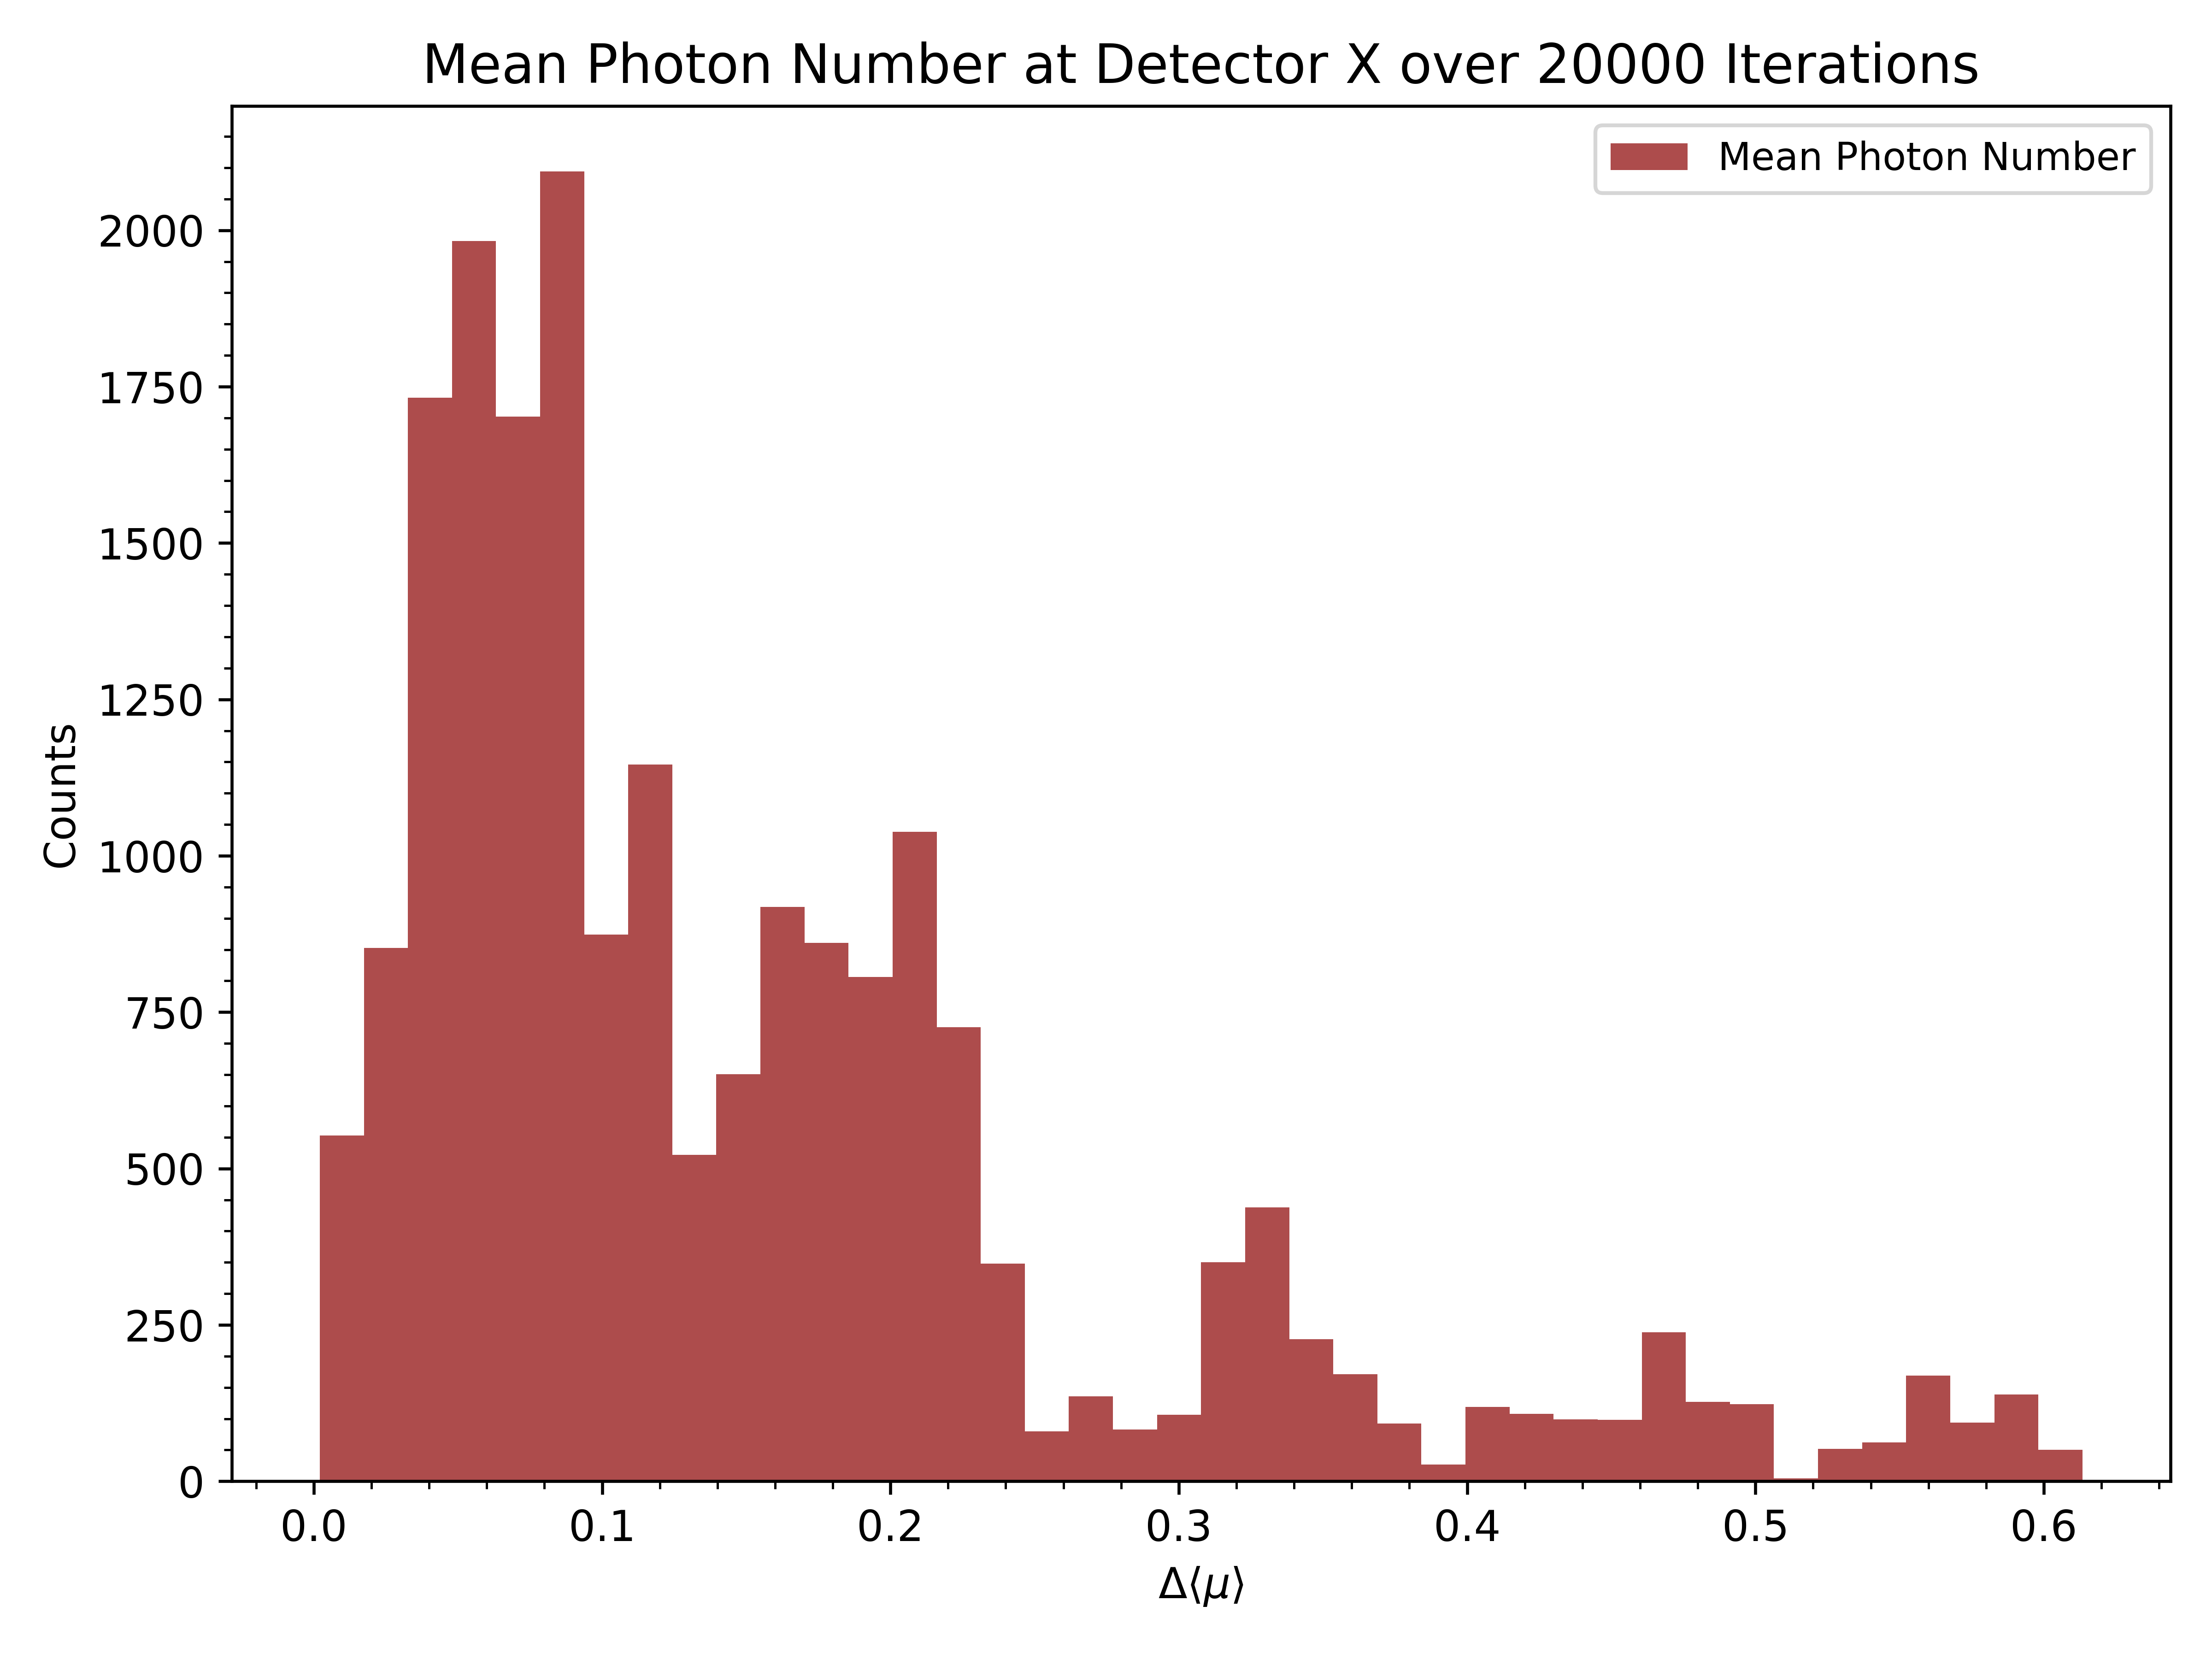 Mean Photon Number at Detector X over 20000 Iterations
Mean Photon Number
2000
1750
1500
1250
1000
750
500
250
0
Counts
0.0 0.1 0.2 0.3 0.4 0.5 0.6
Δ⟨μ⟩